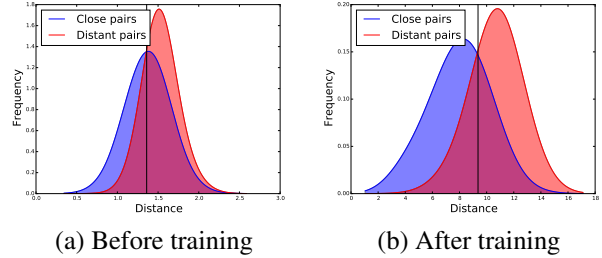 Close pairs
Distant pairs
Frequency
1.8
1.6
1.4
1.2
1.0
0.8
0.6
0.4
0.2
0.0
0.0 0.5 1.0 1.5 2.0 2.5 3.0
Distance
(a) Before training
Close pairs
Distant pairs
Frequency
0.20
0.15
0.10
0.05
0.00
0 2 4 6 8 10 12 14 16 18
Distance
(b) After training